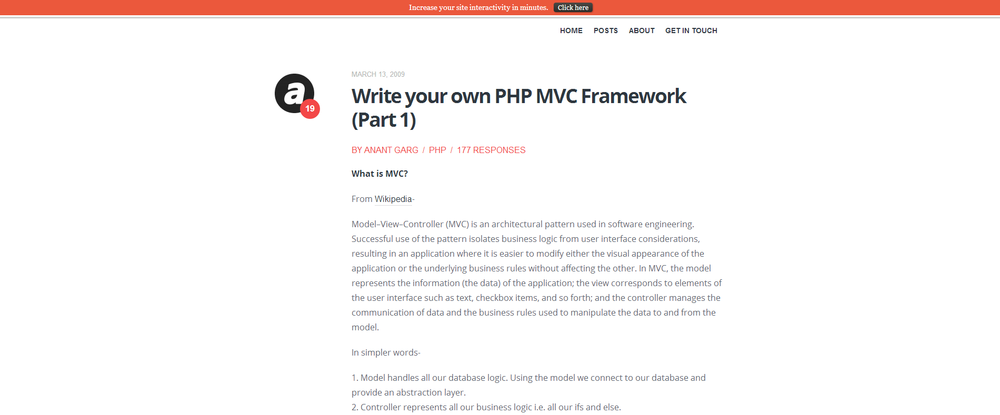 Increase your site interactivity in minutes. Click here
HOME POSTS ABOUT GET IN TOUCH
a
19
MARCH 13, 2009
Write your own PHP MVC Framework
(Part 1)
BY ANANT GARG / PHP / 177 RESPONSES
What is MVC?
From Wikipedia-
Model–View–Controller (MVC) is an architectural pattern used in software engineering.
Successful use of the pattern isolates business logic from user interface considerations,
resulting in an application where it is easier to modify either the visual appearance of the
application or the underlying business rules without affecting the other. In MVC, the model
represents the information (the data) of the application; the view corresponds to elements of
the user interface such as text, checkbox items, and so forth; and the controller manages the
communication of data and the business rules used to manipulate the data to and from the
model.
In simpler words-
1. Model handles all our database logic. Using the model we connect to our database and
provide an abstraction layer.
2. Controller represents all our business logic i.e. all our ifs and else.